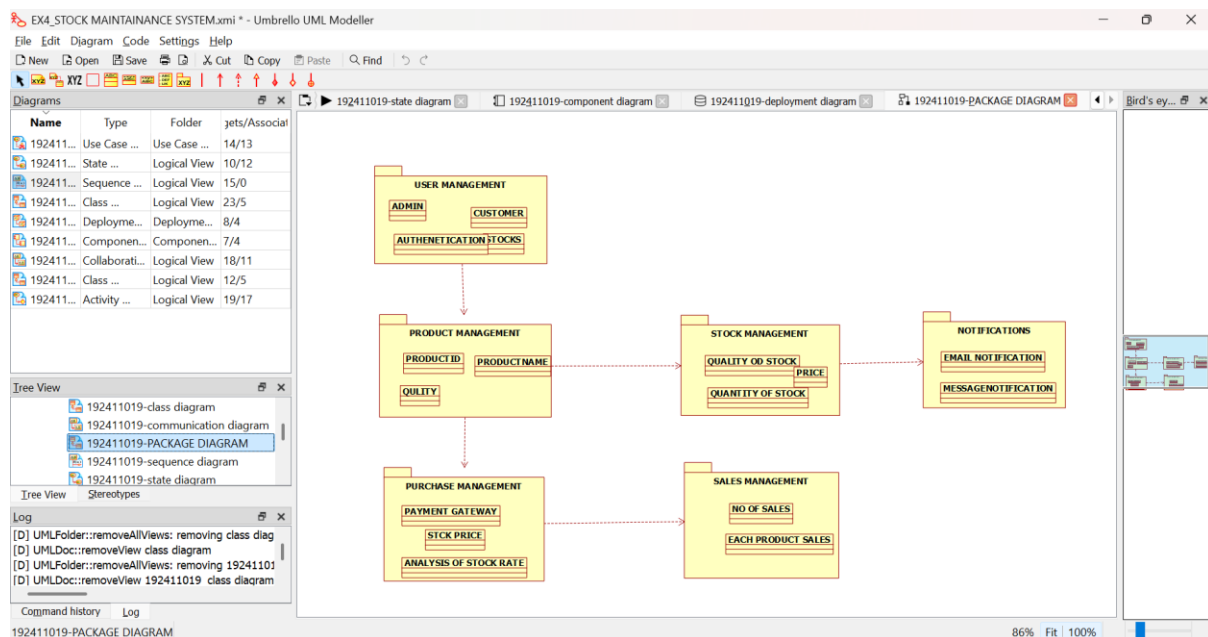 EX4_STOCK MAINTAINANCE SYSTEM.xmi * - Umbrello UML Modeller
File Edit Diagram Code Settings Help
New Open Save Cut Copy Paste Find
XYZ
192411019-state diagram 192411019-component diagram 192411019-deployment diagram 192411019-PACKAGE DIAGRAM
Diagrams
Name Type Folder gets/Associat
192411... Use Case ... Use Case ... 14/13
192411... State ... Logical View 10/12
192411... Sequence ... Logical View 15/0
192411... Class ... Logical View 23/5
192411... Deployme... Deployme... 8/4
192411... Componen... Componen... 7/4
192411... Collaborati... Logical View 18/11
192411... Class ... Logical View 12/5
192411... Activity ... Logical View 19/17
Tree View
192411019-class diagram
192411019-communication diagram
192411019-PACKAGE DIAGRAM
192411019-sequence diagram
192411019-state diagram
Tree View Stereotypes
Log
[D] UMLFolder::removeAllViews: removing class diag
[D] UMLDoc::removeView class diagram
[D] UMLFolder::removeAllViews: removing 1924110
[D] UMLDoc::removeView 192411019 class diagram
Command history Log
USER MANAGEMENT
ADMIN
CUSTOMER
AUTHENETICATION STOCKS
PRODUCT MANAGEMENT
PRODUCT ID
PRODUCTNAME
QULITY
STOCK MANAGEMENT
QUALITY OD STOCK
PRICE
QUANTITY OF STOCK
NOTIFICATIONS
EMAIL NOTIFICATION
MESSAGENOTIFICATION
PURCHASE MANAGEMENT
PAYMENT GATEWAY
STCK PRICE
ANALYSIS OF STOCK RATE
SALES MANAGEMENT
NO OF SALES
EACH PRODUCT SALES
Bird's ey...
192411019-PACKAGE DIAGRAM
86% Fit 100%